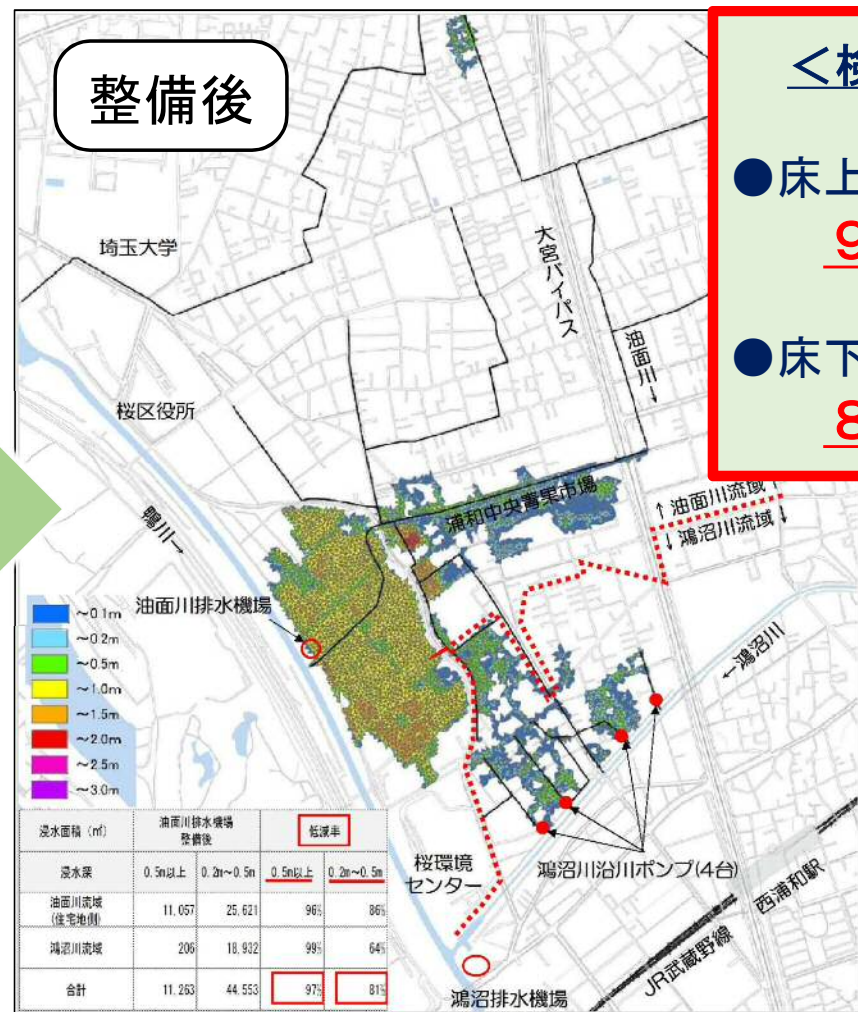 整備後
<検
●床上
9
●床下
8
埼玉大学
大宮バイパス
油面川→
桜区役所
浦和中央青果市場
↑油面川流域↑
↓鴻沼川流域↓
鴨川→
油面川排水機場
←鴻沼川
~0.1m
~0.2m
~0.5m
~1.0m
~1.5m
~2.0m
~2.5m
~3.0m
浸水面積 (㎡) 油面川排水機場 整備後 低減率
浸水深 0.5m以上 0.2m~0.5m 0.5m以上 0.2m~0.5m
油面川流域 (住宅地側) 11,057 25,621 96% 86%
鴻沼川流域 206 18,932 99% 64%
合計 11,263 44,553 97% 81%
桜環境
センター
鴻沼川沿川ポンプ(4台)
西浦和駅
JR武蔵野線
鴻沼排水機場